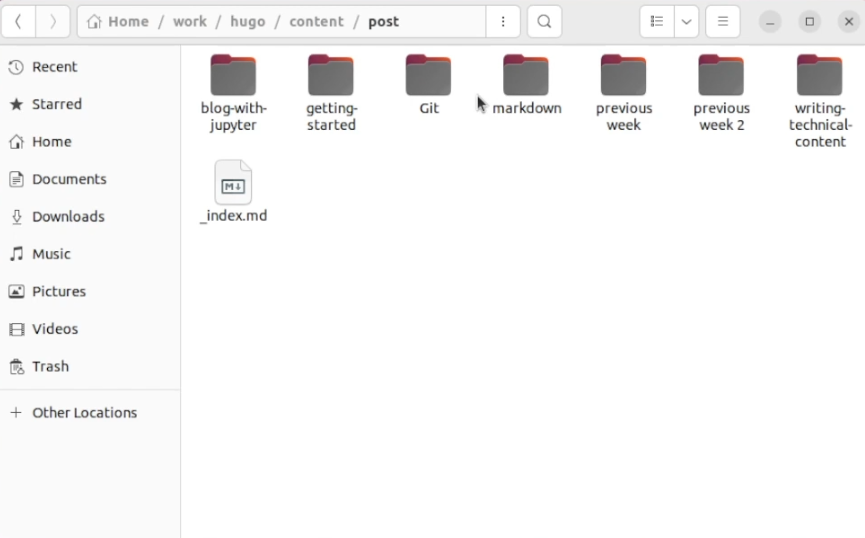 Home / work / hugo / content / post
Recent
Starred
Home
Documents
Downloads
Music
Pictures
Videos
Trash
Other Locations
blog-with-
jupyter
getting-
started
Git
markdown
previous
week
previous
week 2
writing-
technical-
content
M↓
_index.md